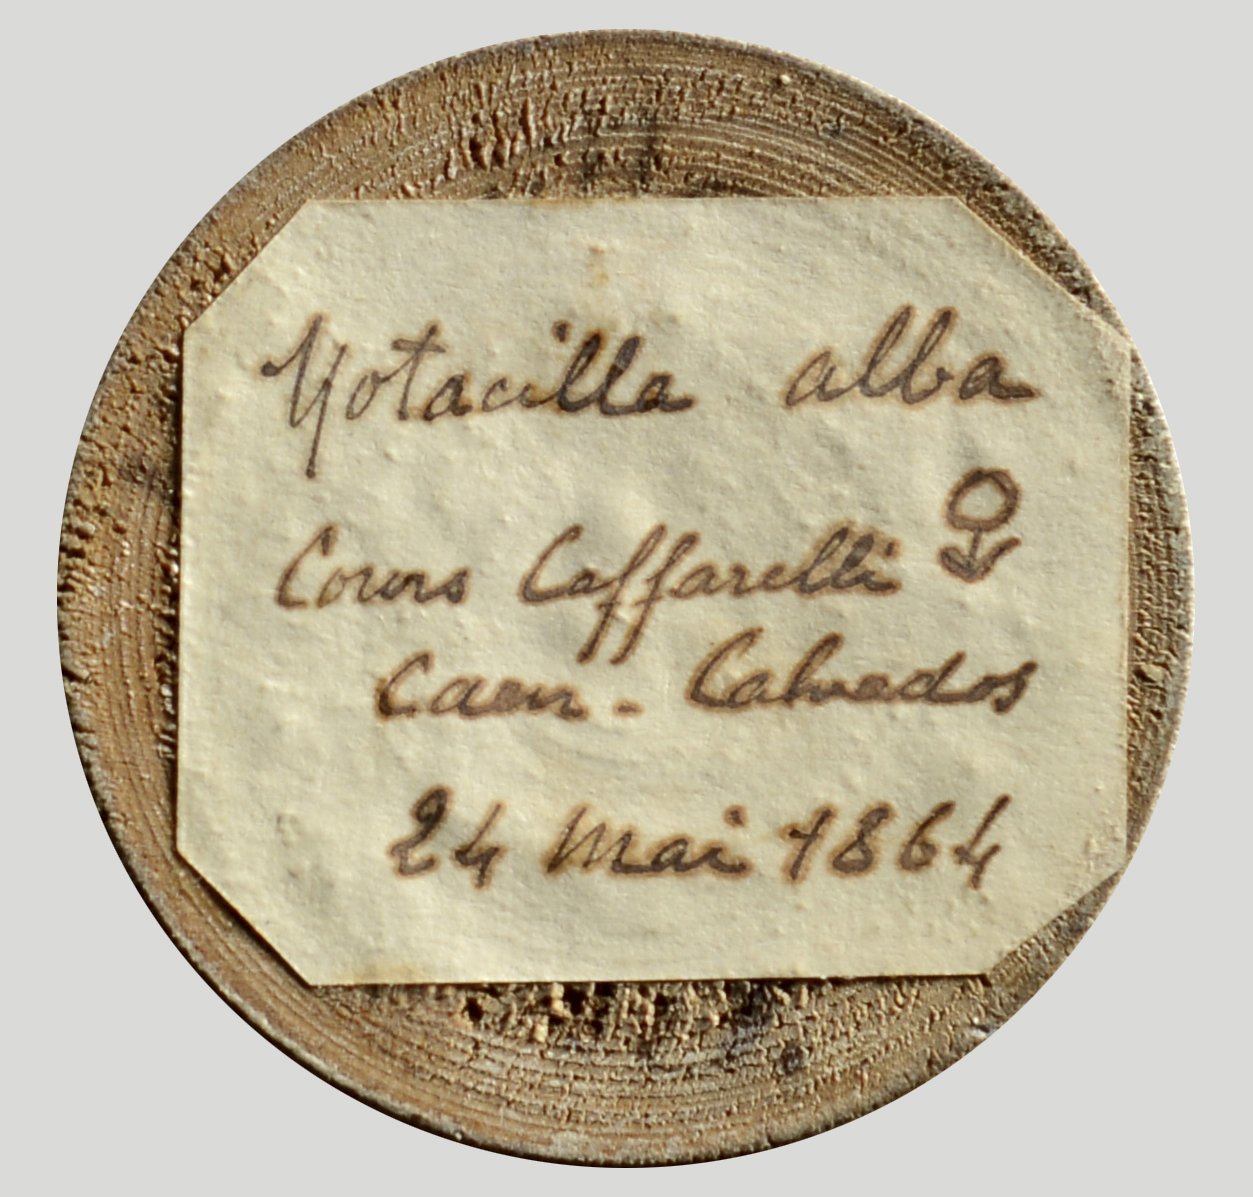 Motacilla alba
♂
Cours Caffarelli
Caen - Calvados
24 Mai 1864